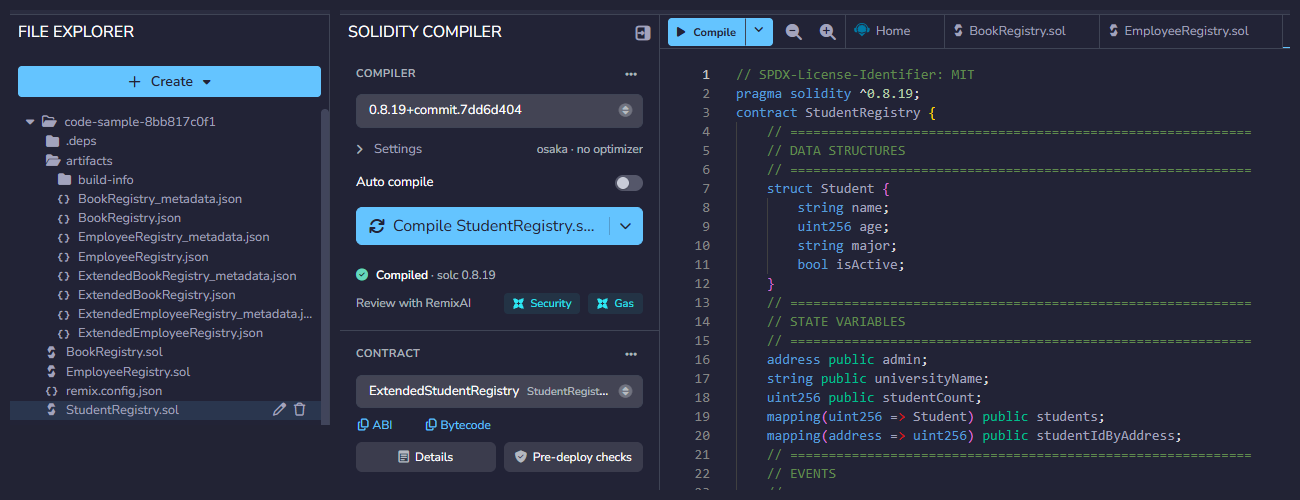 FILE EXPLORER
+ Create
code-sample-8bb817c0f1
.deps
artifacts
build-info
{} BookRegistry_metadata.json
{} BookRegistry.json
{} EmployeeRegistry_metadata.json
{} EmployeeRegistry.json
{} ExtendedBookRegistry_metadata.json
{} ExtendedBookRegistry.json
{} ExtendedEmployeeRegistry_metadata.j...
{} ExtendedEmployeeRegistry.json
BookRegistry.sol
EmployeeRegistry.sol
{} remix.config.json
StudentRegistry.sol
SOLIDITY COMPILER
COMPILER
0.8.19+commit.7dd6d404
Settings osaka · no optimizer
Auto compile
Compile StudentRegistry.s...
Compiled · solc 0.8.19
Review with RemixAI Security Gas
CONTRACT
ExtendedStudentRegistry StudentRegist...
ABI Bytecode
Details Pre-deploy checks
Compile Home BookRegistry.sol EmployeeRegistry.sol
1 // SPDX-License-Identifier: MIT
2 pragma solidity ^0.8.19;
3 contract StudentRegistry {
4 // ============================================================
5 // DATA STRUCTURES
6 // ============================================================
7 struct Student {
8 string name;
9 uint256 age;
10 string major;
11 bool isActive;
12 }
13 // ============================================================
14 // STATE VARIABLES
15 // ============================================================
16 address public admin;
17 string public universityName;
18 uint256 public studentCount;
19 mapping(uint256 => Student) public students;
20 mapping(address => uint256) public studentIdByAddress;
21 // ============================================================
22 // EVENTS